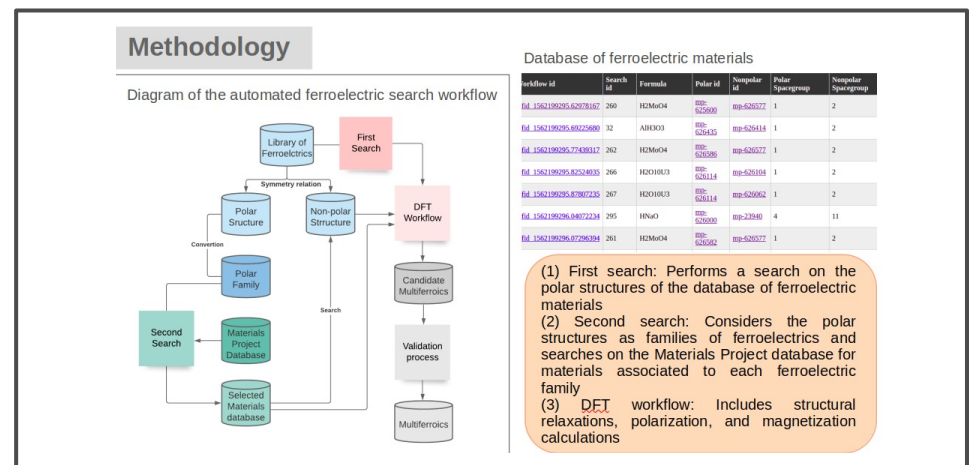 Methodology
Diagram of the automated ferroelectric search workflow
Library of
Ferroelctrics
First
Search
Symmetry relation
Polar
Sructure
Non-polar
Strructure
DFT
Workflow
Convertion
Polar
Family
Candidate
Multiferroics
Search
Second
Search
Materials
Project
Database
Validation
process
Selected
Materials
database
Multiferroics
Database of ferroelectric materials
orkflow id Search id Formula Polar id Nonpolar id Polar Spacegroup Nonpolar Spacegroup
fid_1562199295.62978167 260 H2MoO4 mp-625600 mp-626577 1 2
fid_1562199295.69225680 32 AlH3O3 mp-626435 mp-626414 1 2
fid_1562199295.77439317 262 H2MoO4 mp-626586 mp-626577 1 2
fid_1562199295.82524035 266 H2O10U3 mp-626114 mp-626104 1 2
fid_1562199295.87807235 267 H2O10U3 mp-626114 mp-626062 1 2
fid_1562199296.04072234 295 HNaO mp-626000 mp-23940 4 11
fid_1562199296.07296394 261 H2MoO4 mp-626582 mp-626577 1 2
(1) First search: Performs a search on the
polar structures of the database of ferroelectric
materials
(2) Second search: Considers the polar
structures as families of ferroelectrics and
searches on the Materials Project database for
materials associated to each ferroelectric
family
(3) DFT workflow: Includes structural
relaxations, polarization, and magnetization
calculations